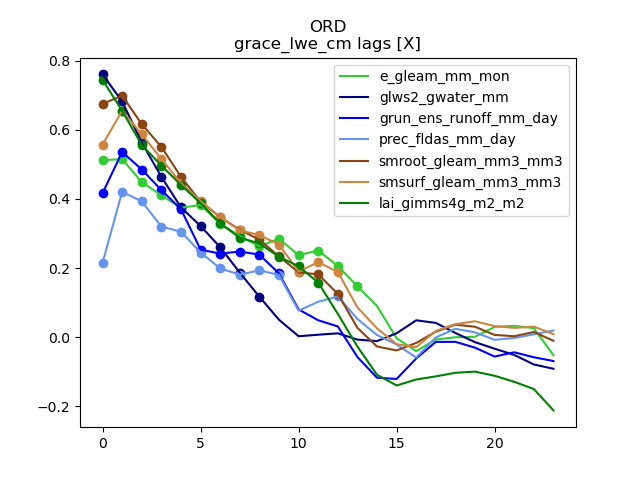 ORD
grace_lwe_cm lags [X]
0.8
0.6
0.4
0.2
0.0
−0.2
0 5 10 15 20
e_gleam_mm_mon
glws2_gwater_mm
grun_ens_runoff_mm_day
prec_fldas_mm_day
smroot_gleam_mm3_mm3
smsurf_gleam_mm3_mm3
lai_gimms4g_m2_m2